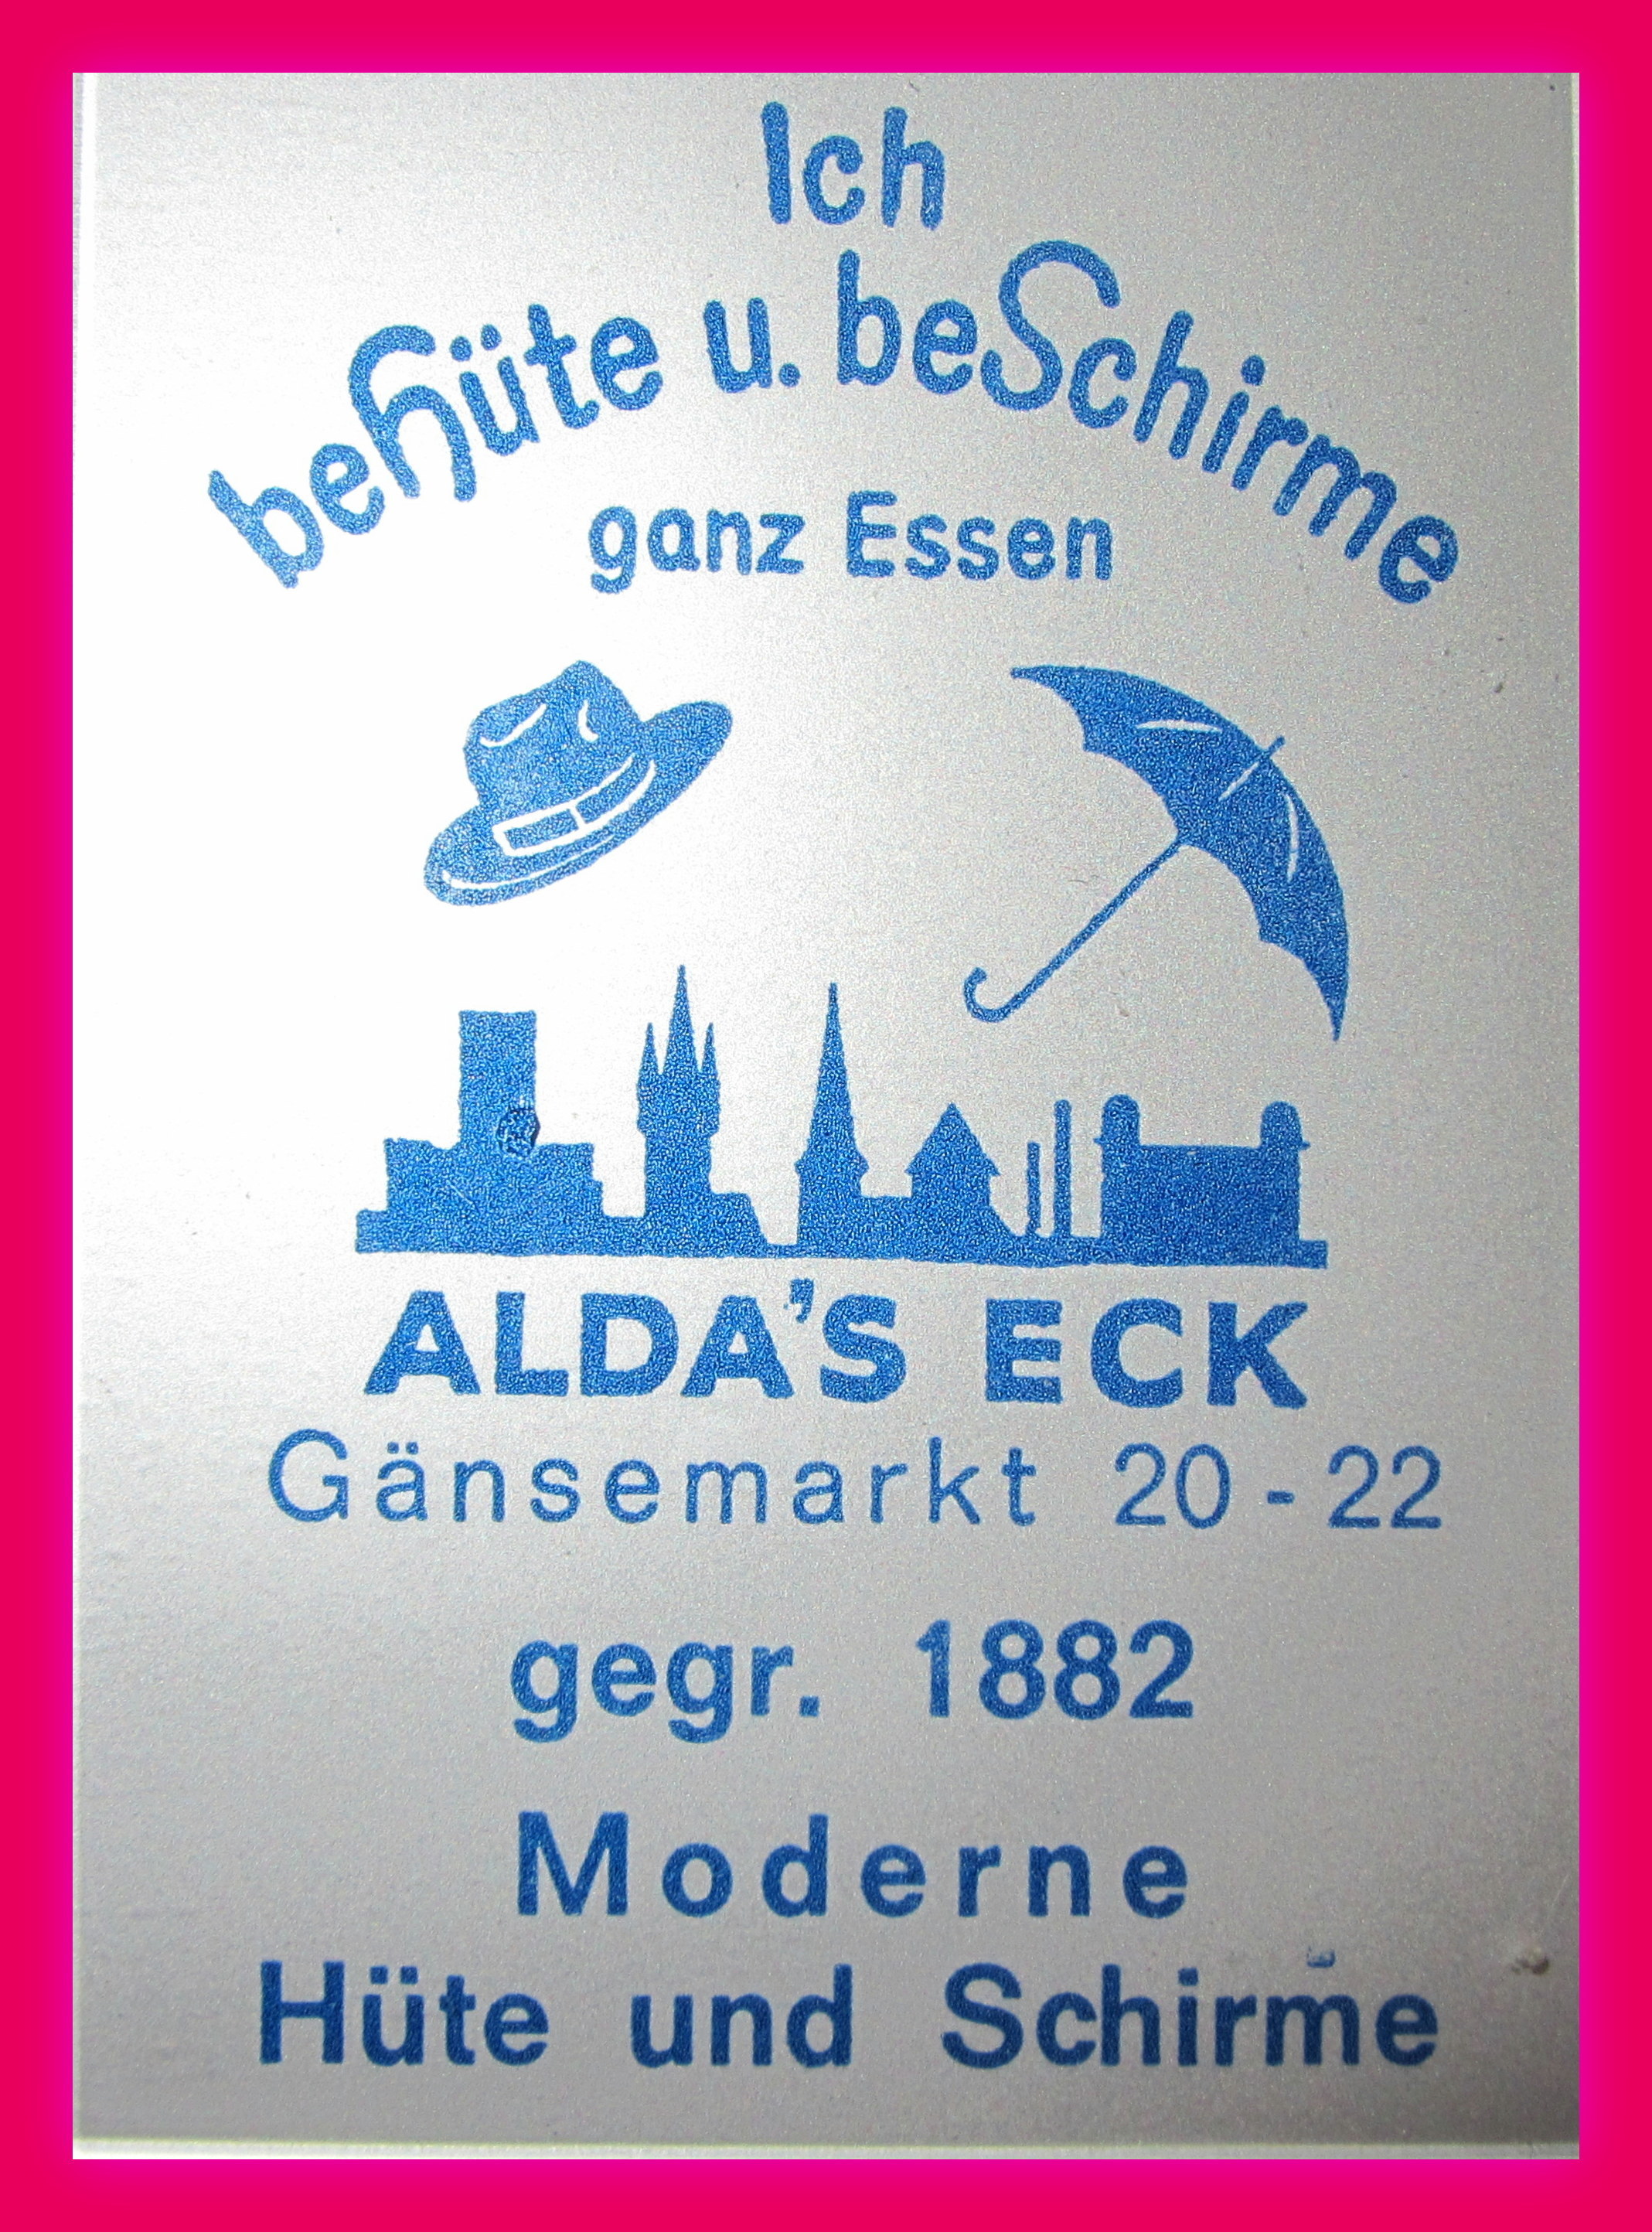 Ich
beHüte u. beSchirme
ganz Essen
ALDA'S ECK
Gänsemarkt 20 - 22
gegr. 1882
Moderne
Hüte und Schirme